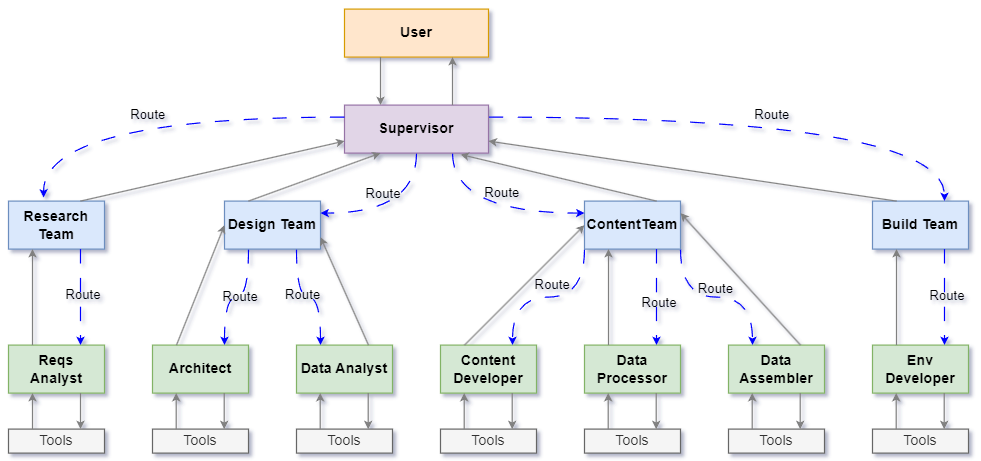 User
Supervisor
Route
Route
Route
Route
Research
Team
Design Team
ContentTeam
Build Team
Route
Route
Route
Route
Route
Route
Route
Reqs
Analyst
Architect
Data Analyst
Content
Developer
Data
Processor
Data
Assembler
Env
Developer
Tools
Tools
Tools
Tools
Tools
Tools
Tools